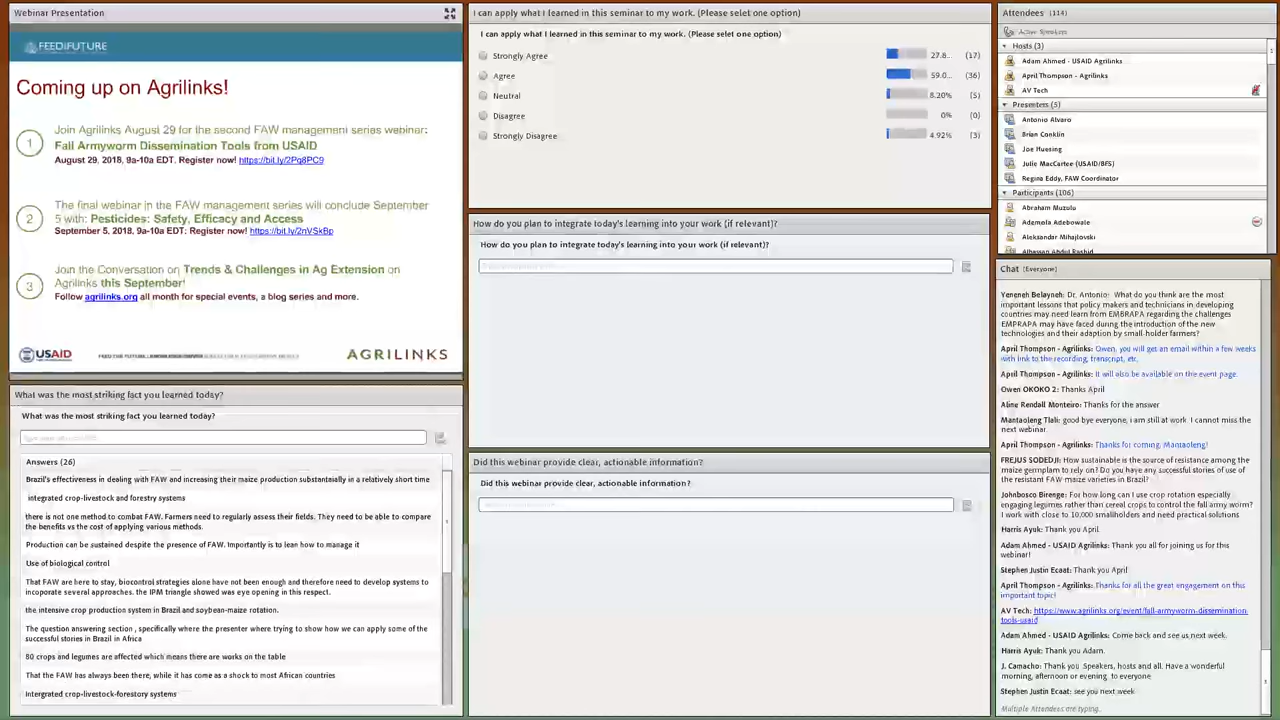 Webinar Presentation
FEED FUTURE
Coming up on Agrilinks!
1
Join Agrilinks August 29 for the second FAW management series webinar:
Fall Armyworm Dissemination Tools from USAID
August 29, 2018, 9a-10a EDT. Register now! https://bit.ly/2Pq8PC9
2
The final webinar in the FAW management series will conclude September
5 with: Pesticides: Safety, Efficacy and Access
September 5, 2018, 9a-10a EDT: Register now! https://bit.ly/2nVSkBp
3
Join the Conversation on Trends & Challenges in Ag Extension on
Agrilinks this September!
Follow agrilinks.org all month for special events, a blog series and more.
USAID
AGRILINKS
What was the most striking fact you learned today?
What was the most striking fact you learned today?
Answers (26)
Brazil's effectiveness in dealing with FAW and increasing their maize production substantially in a relatively short time
integrated crop-livestock and forestry systems
there is not one method to combat FAW. Farmers need to regularly assess their fields. They need to be able to compare
the benefits vs the cost of applying various methods.
Production can be sustained despite the presence of FAW. Importantly is to lean how to manage it
Use of biological control
That FAW are here to stay, biocontrol strategies alone have not been enough and therefore need to develop systems to
incoporate several approaches. the IPM triangle showed was eye opening in this respect.
the intensive crop production system in Brazil and soybean-maize rotation.
The question answering section , specifically where the presenter where trying to show how we can apply some of the
successful stories in Brazil in Africa
80 crops and legumes are affected which means there are works on the table
That the FAW has always been there, while it has come as a shock to most African countries
Intergrated crop-livestock-forestory systems
I can apply what I learned in this seminar to my work. (Please selet one option)
I can apply what I learned in this seminar to my work. (Please selet one option)
Strongly Agree 27.8... (17)
Agree 59.0... (36)
Neutral 8.20% (5)
Disagree 0% (0)
Strongly Disagree 4.92% (3)
How do you plan to integrate today's learning into your work (if relevant)?
How do you plan to integrate today's learning into your work (if relevant)?
Did this webinar provide clear, actionable information?
Did this webinar provide clear, actionable information?
Attendees (114)
Active Speakers
Hosts (3)
Adam Ahmed - USAID Agrilinks
April Thompson - Agrilinks
AV Tech
Presenters (5)
Antonio Alvaro
Brian Conklin
Joe Huesing
Julie MacCartee (USAID/BFS)
Regina Eddy, FAW Coordinator
Participants (106)
Abraham Muzulu
Ademola Adebowale
Aleksandar Mihajtovski
Alhassan Abdul Rashid
Chat (Everyone)
Yeneneh Belayneh: Dr. Antonio: What do you think are the most
important lessons that policy makers and technicians in developing
countries may need learn from EMBRAPA regarding the challenges
EMPRAPA may have faced during the introduction of the new
technologies and their adaption by small-holder farmers?
April Thompson - Agrilinks: Owen, you will get an email within a few weeks
with link to the recording, transcript, etc.
April Thompson - Agrilinks: It will also be available on the event page.
Owen OKOKO 2: Thanks April
Aline Rendall Monteiro: Thanks for the answer
Mantaoleng Tlali: good bye everyone, i am still at work. I cannot miss the
next webinar.
April Thompson - Agrilinks: Thanks for coming, Mantaoleng!
FREJUS SODEDJI: How sustainable is the source of resistance among the
maize germplam to rely on? Do you have any successful stories of use of
the resistant FAW-maize varieties in Brazil?
Johnbosco Birenge: For how long can I use crop rotation especially
engaging legumes rather than cereal crops to control the fall army worm?
I work with close to 10,000 smallholders and need practical solutions
Harris Ayuk: Thank you April.
Adam Ahmed - USAID Agrilinks: Thank you all for joining us for this
webinar!
Stephen Justin Ecaat: Thank you April
April Thompson - Agrilinks: Thanks for all the great engagement on this
important topic!
AV Tech: https://www.agrilinks.org/event/fall-armyworm-dissemination-
tools-usaid
Adam Ahmed - USAID Agrilinks: Come back and see us next week.
Harris Ayuk: Thank you Adam.
J. Camacho: Thank you Speakers, hosts and all. Have a wonderful
morning, afternoon or evening, to everyone
Stephen Justin Ecaat: see you next week
Multiple Attendees are typing.